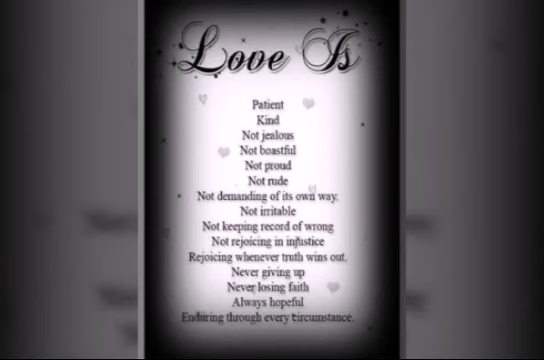 Love Is
Patient
Kind
Not jealous
Not boastful
Not proud
Not rude
Not demanding of its own way.
Not irritable
Not keeping record of wrong
Not rejoicing in injustice
Rejoicing whenever truth wins out.
Never giving up
Never losing faith
Always hopeful
Enduring through every circumstance.